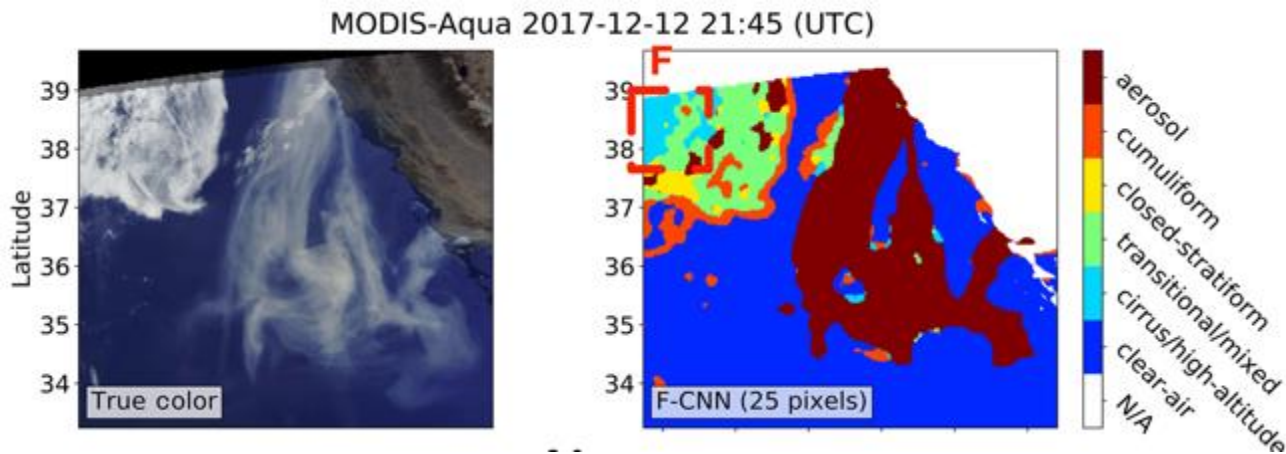 MODIS-Aqua 2017-12-12 21:45 (UTC)
Latitude
39
38
37
36
35
34
True color
F
39
38
37
36
35
34
F-CNN (25 pixels)
aerosol
cumuliform
closed-stratiform
transitional/mixed
cirrus/high-altitude
clear-air
N/A